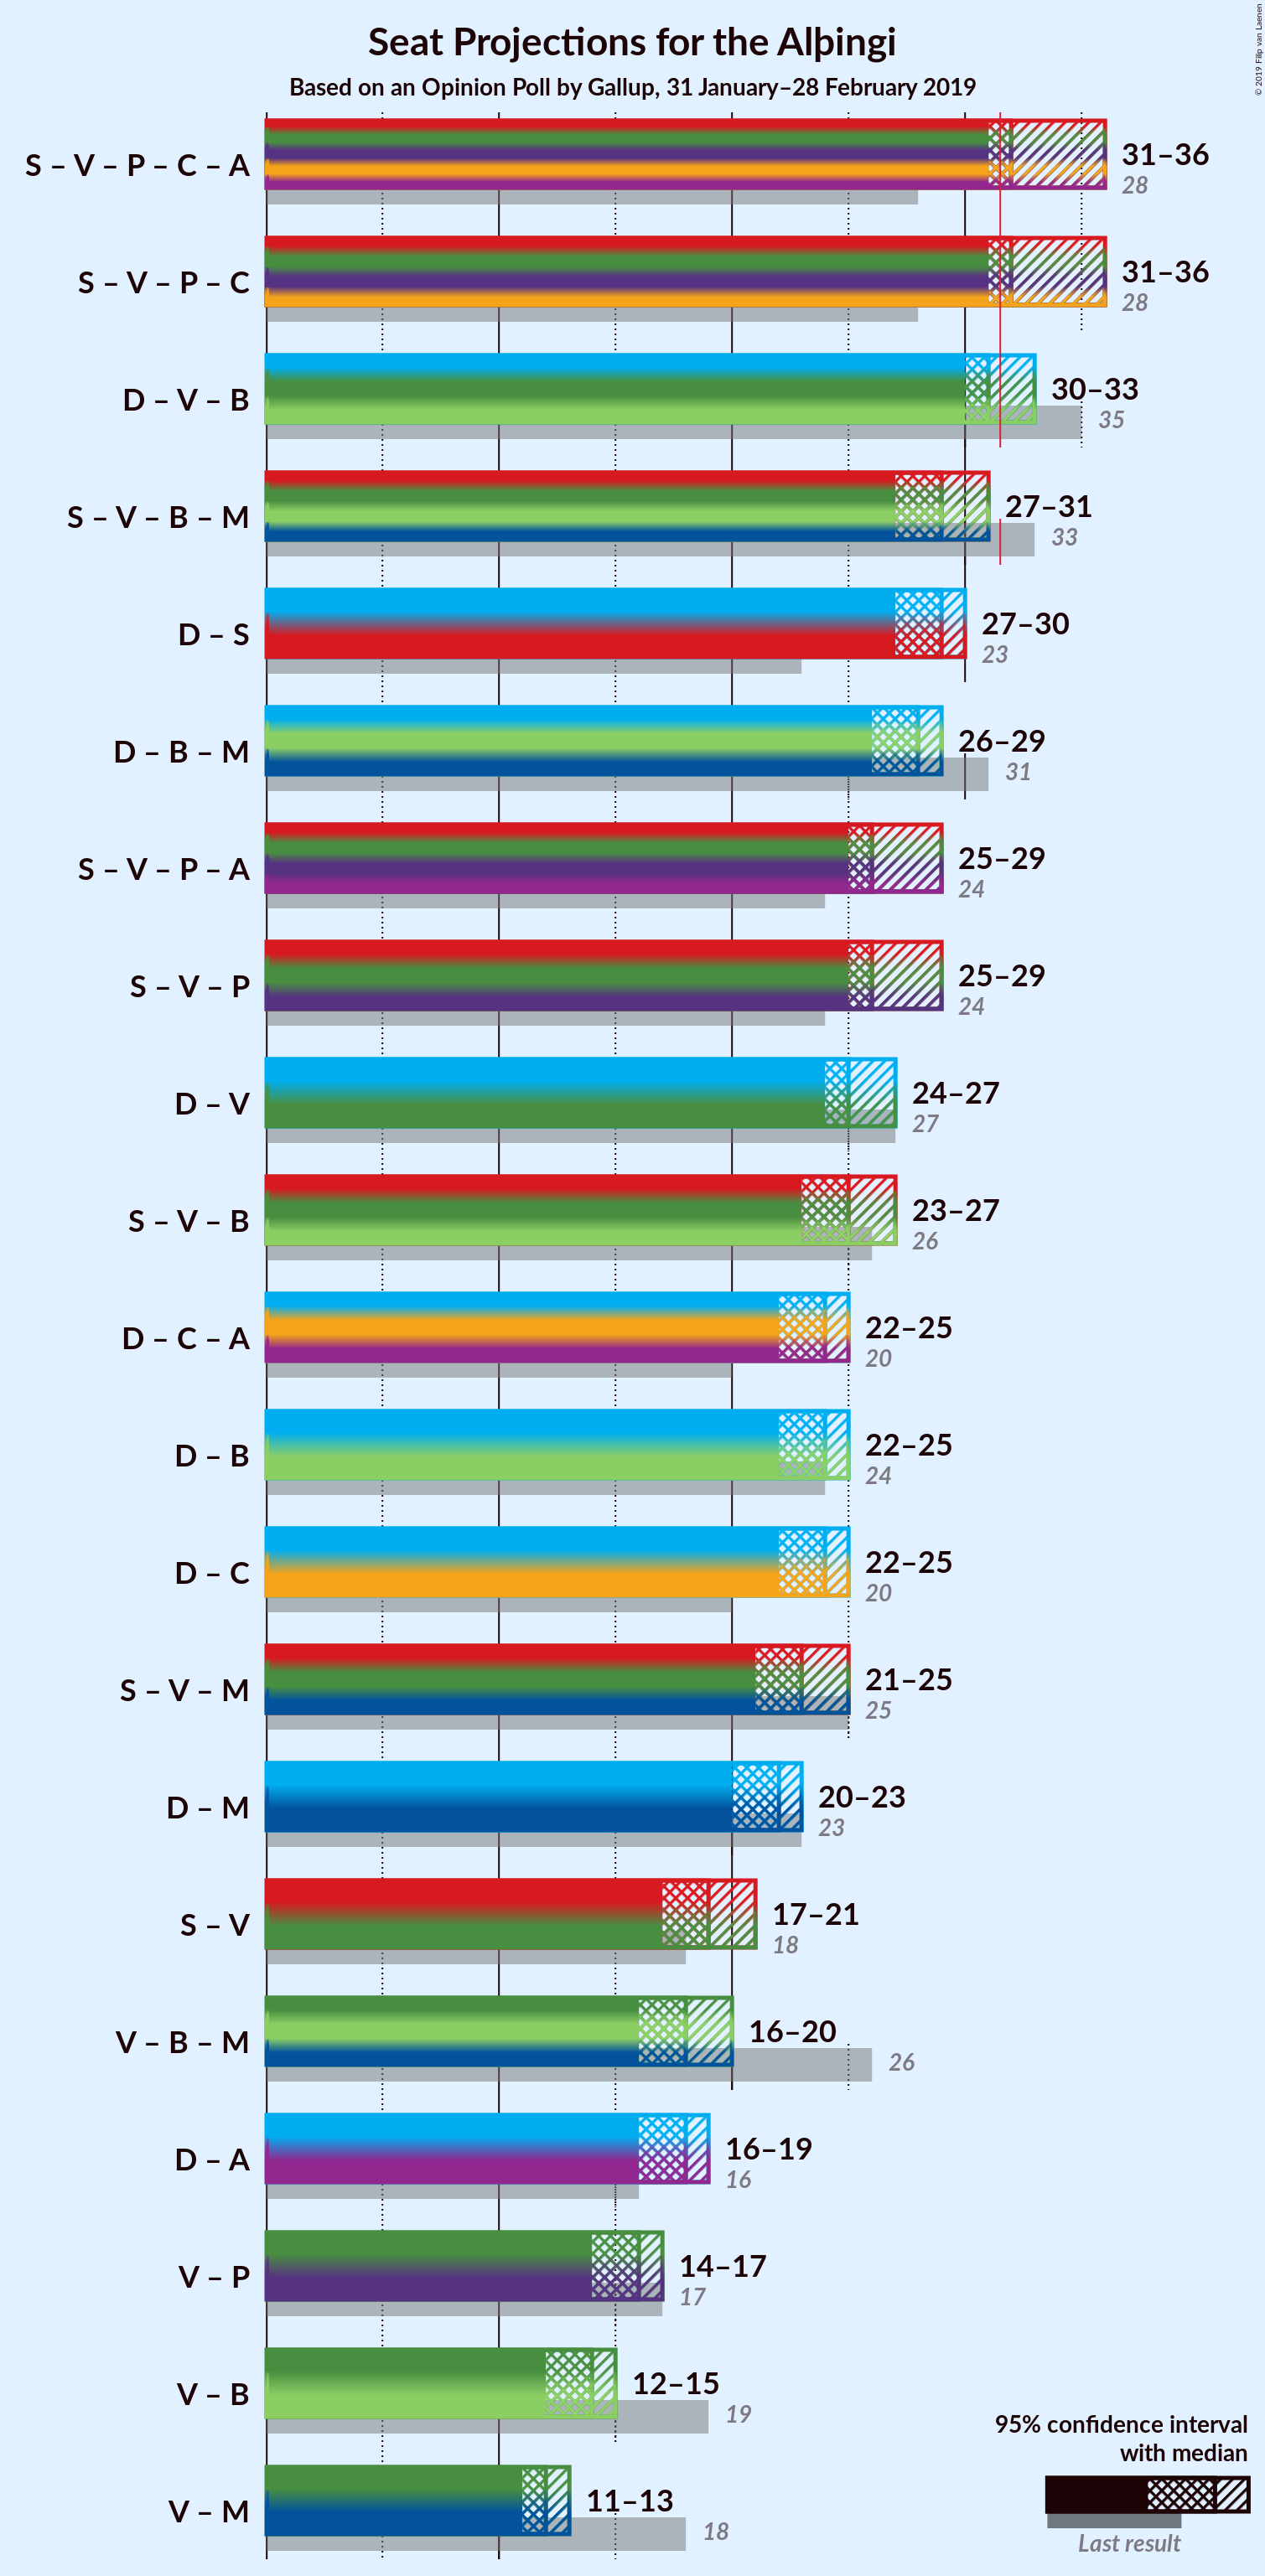 Seat Projections for the Alþingi
Based on an Opinion Poll by Gallup, 31 January–28 February 2019
© 2019 Filip van Laenen
S – V – P – C – A
31–36
28
S – V – P – C
31–36
28
D – V – B
30–33
35
S – V – B – M
27–31
33
D – S
27–30
23
D – B – M
26–29
31
S – V – P – A
25–29
24
S – V – P
25–29
24
D – V
24–27
27
S – V – B
23–27
26
D – C – A
22–25
20
D – B
22–25
24
D – C
22–25
20
S – V – M
21–25
25
D – M
20–23
23
S – V
17–21
18
V – B – M
16–20
26
D – A
16–19
16
V – P
14–17
17
V – B
12–15
19
V – M
11–13
18
95% confidence interval
with median
Last result